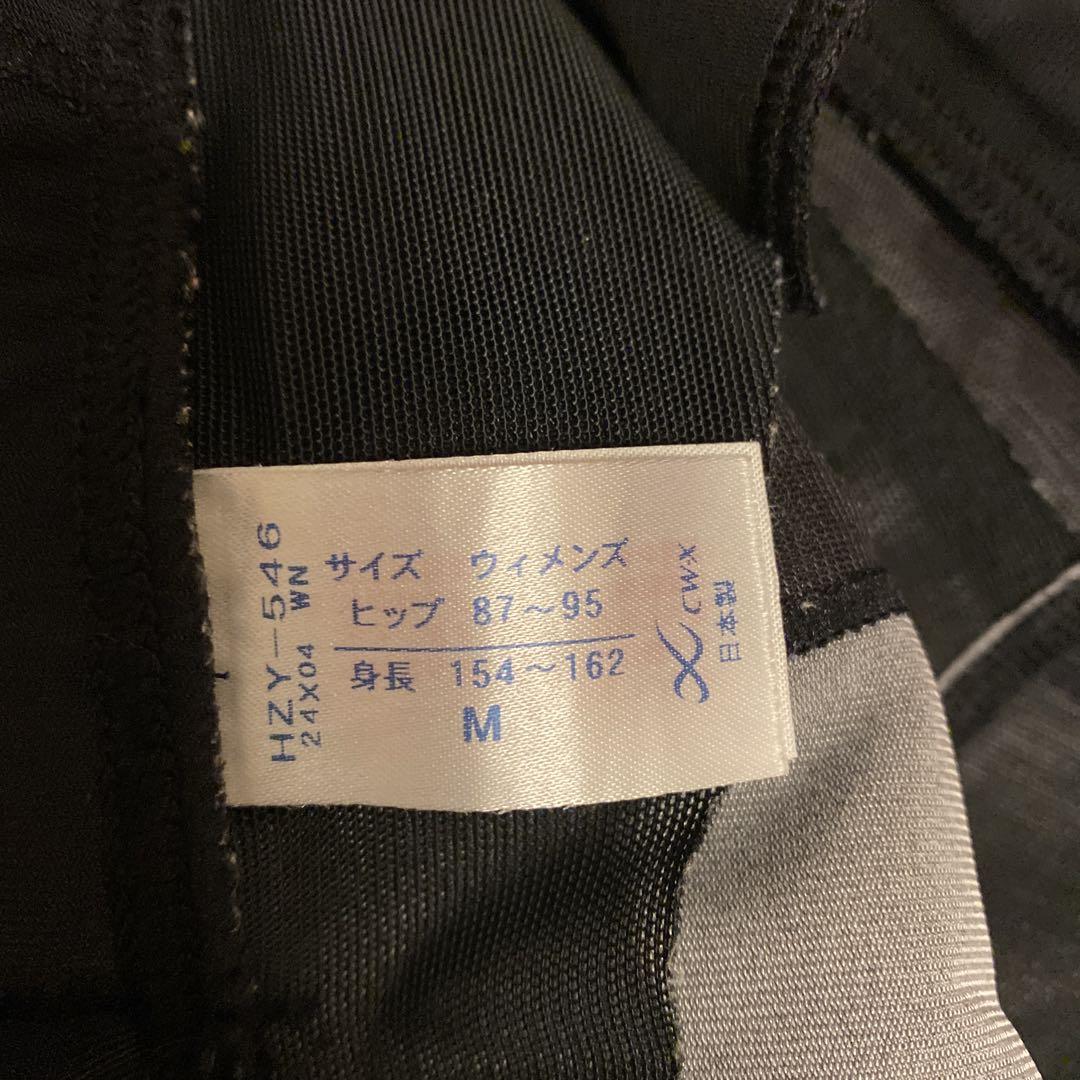 サイズ ウィメンズ
ヒップ 87～95
身長 154～162
M
CW-X
日本製
HZY-546
24X04 WN